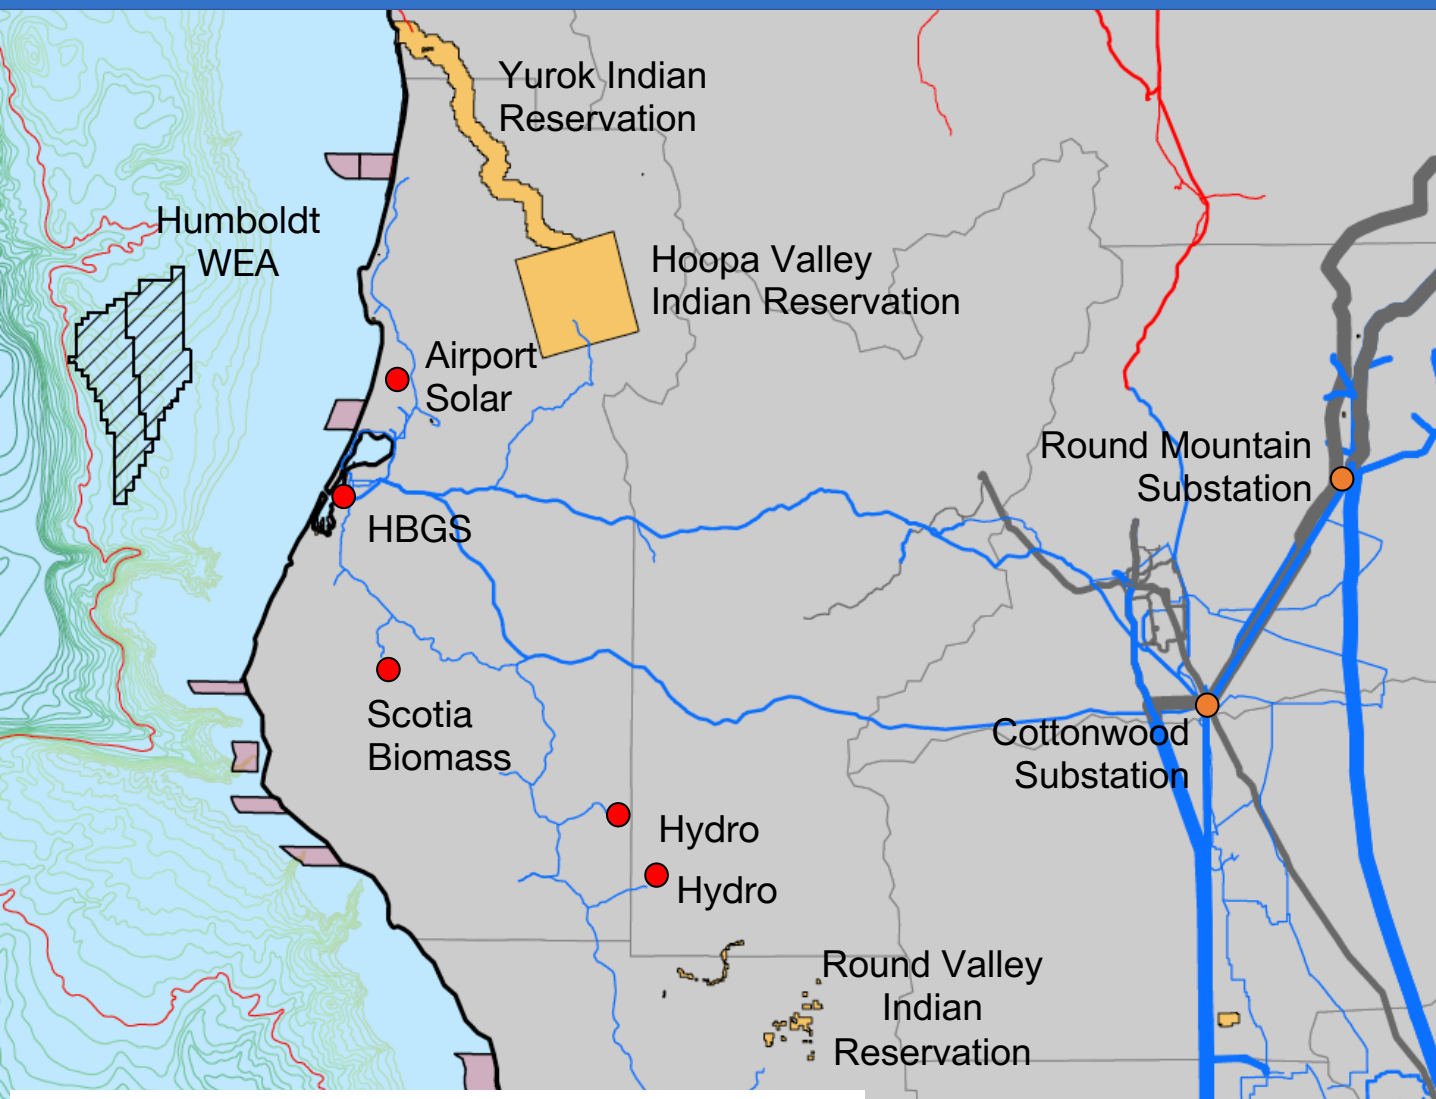 Yurok Indian
Reservation
Humboldt
WEA
Hoopa Valley
Indian Reservation
Airport
Solar
Round Mountain
Substation
HBGS
Scotia
Biomass
Cottonwood
Substation
Hydro
Hydro
Round Valley
Indian
Reservation